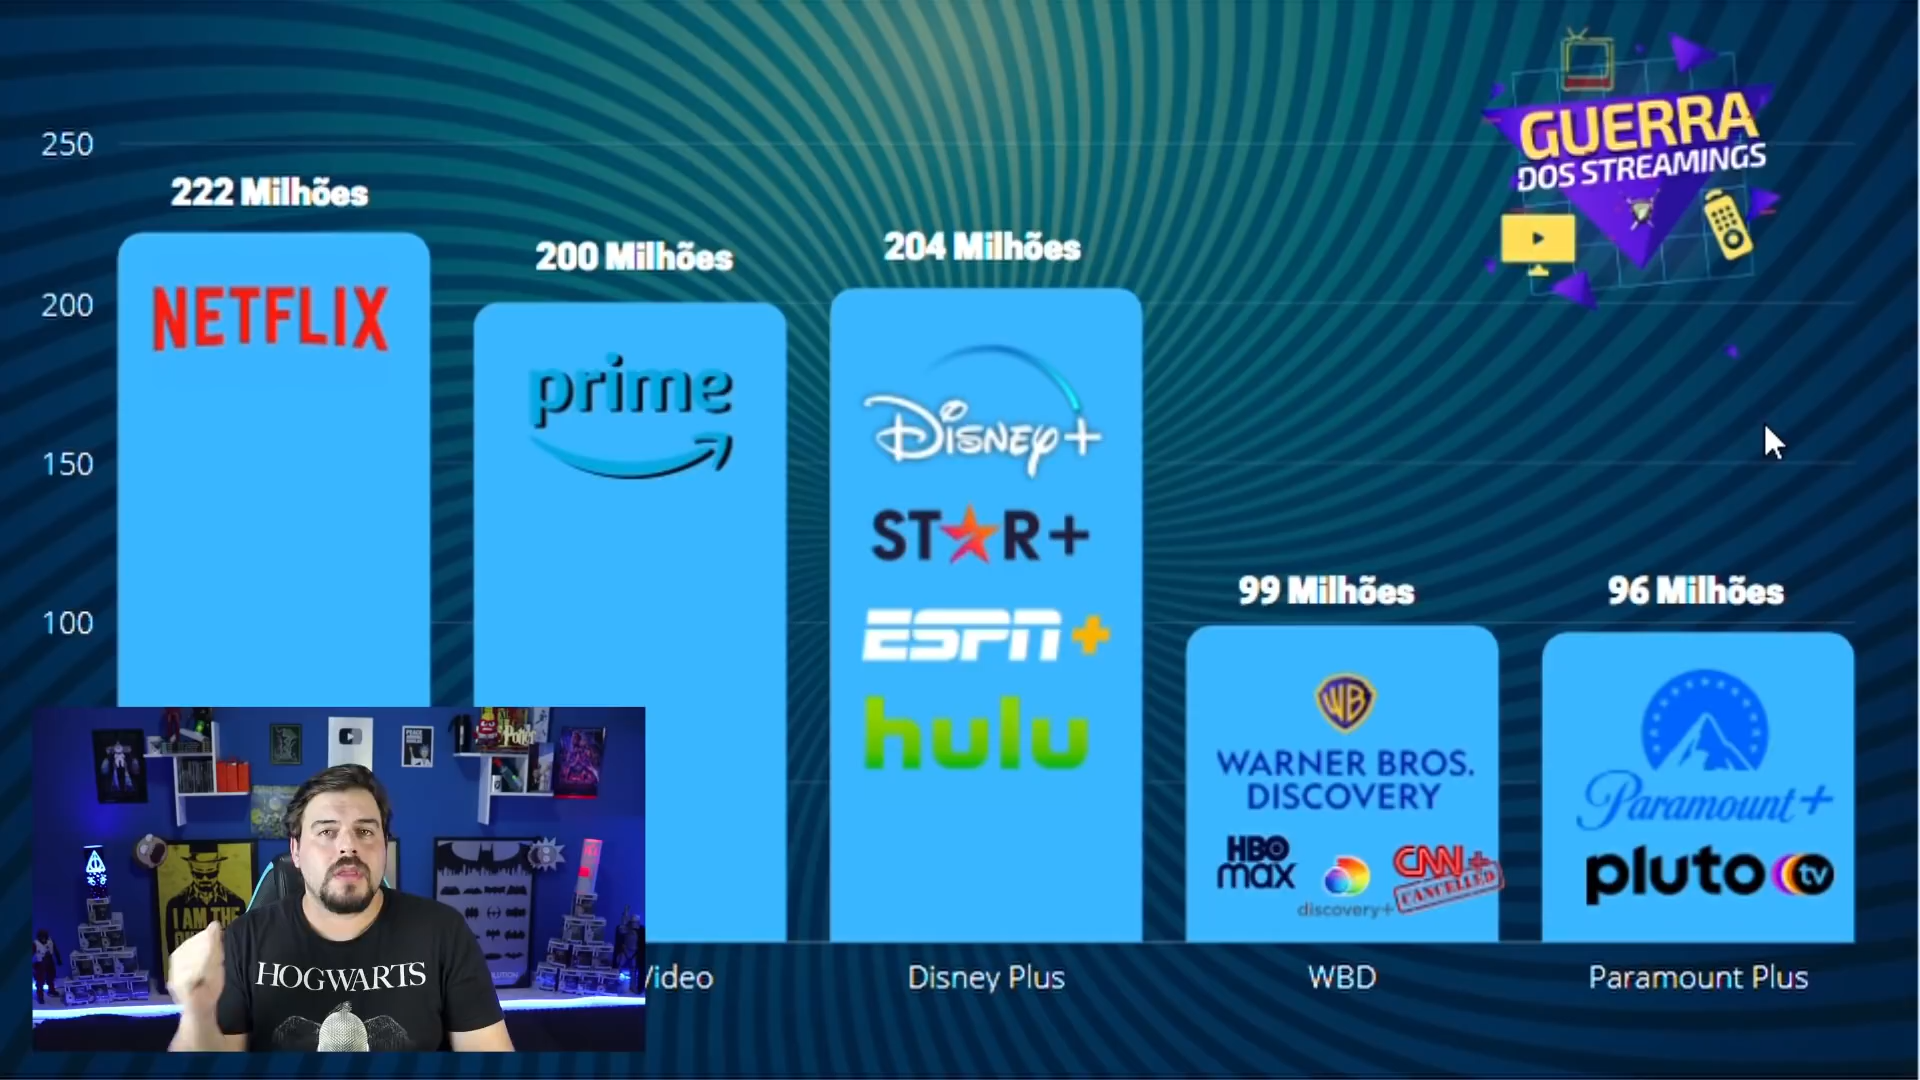 GUERRA
DOS STREAMINGS
250
200
150
100
222 Milhões
NETFLIX
200 Milhões
prime
204 Milhões
Disney+
STAR+
ESPN+
hulu
99 Milhões
WB
WARNER BROS.
DISCOVERY
HBO
max
discovery+
CNN+
CANCELLED
96 Milhões
Paramount+
pluto tv
Video
Disney Plus
WBD
Paramount Plus
I AM THE
HOGWARTS